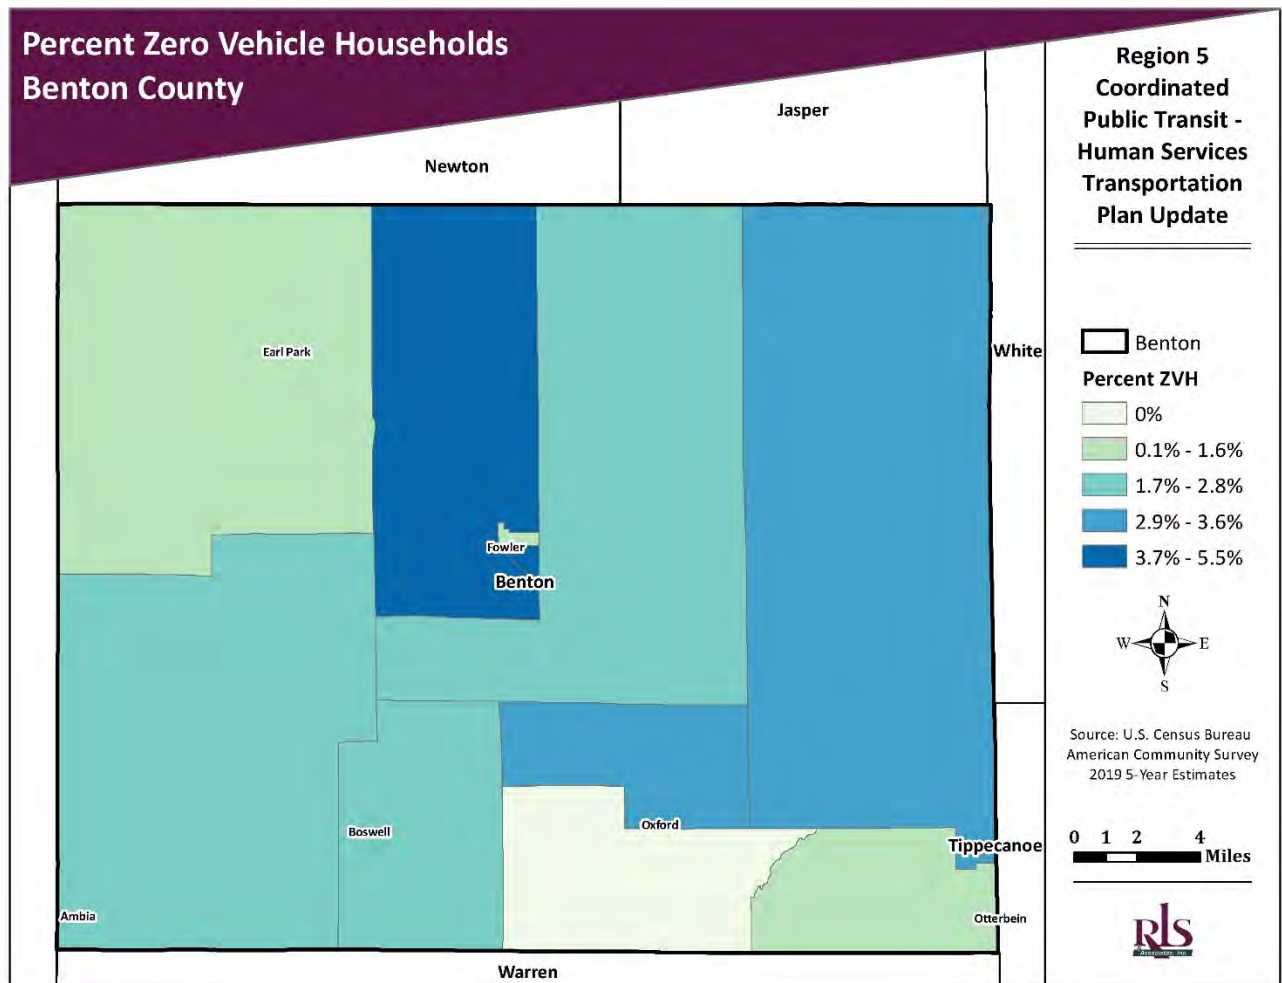 Percent Zero Vehicle Households
Benton County
Jasper
Newton
White
Earl Park
Fowler
Benton
Boswell
Oxford
Tippecanoe
Ambia
Otterbein
Warren
Region 5
Coordinated
Public Transit -
Human Services
Transportation
Plan Update
Benton
Percent ZVH
0%
0.1% - 1.6%
1.7% - 2.8%
2.9% - 3.6%
3.7% - 5.5%
N
W E
S
Source: U.S. Census Bureau
American Community Survey
2019 5-Year Estimates
0 1 2 4
Miles
RLS
& Associates, Inc.